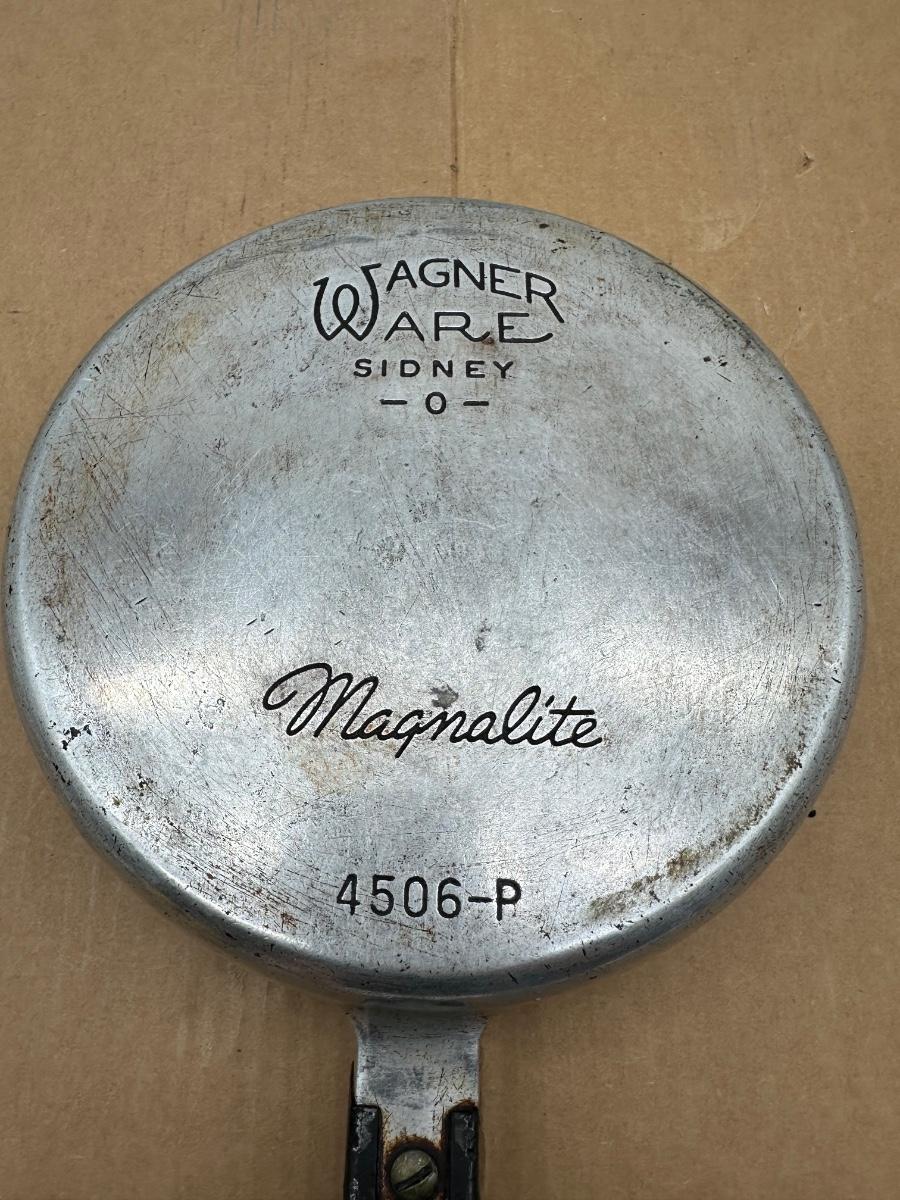 WAGNER
WARE
SIDNEY
-O-
Magnalite
4506-P